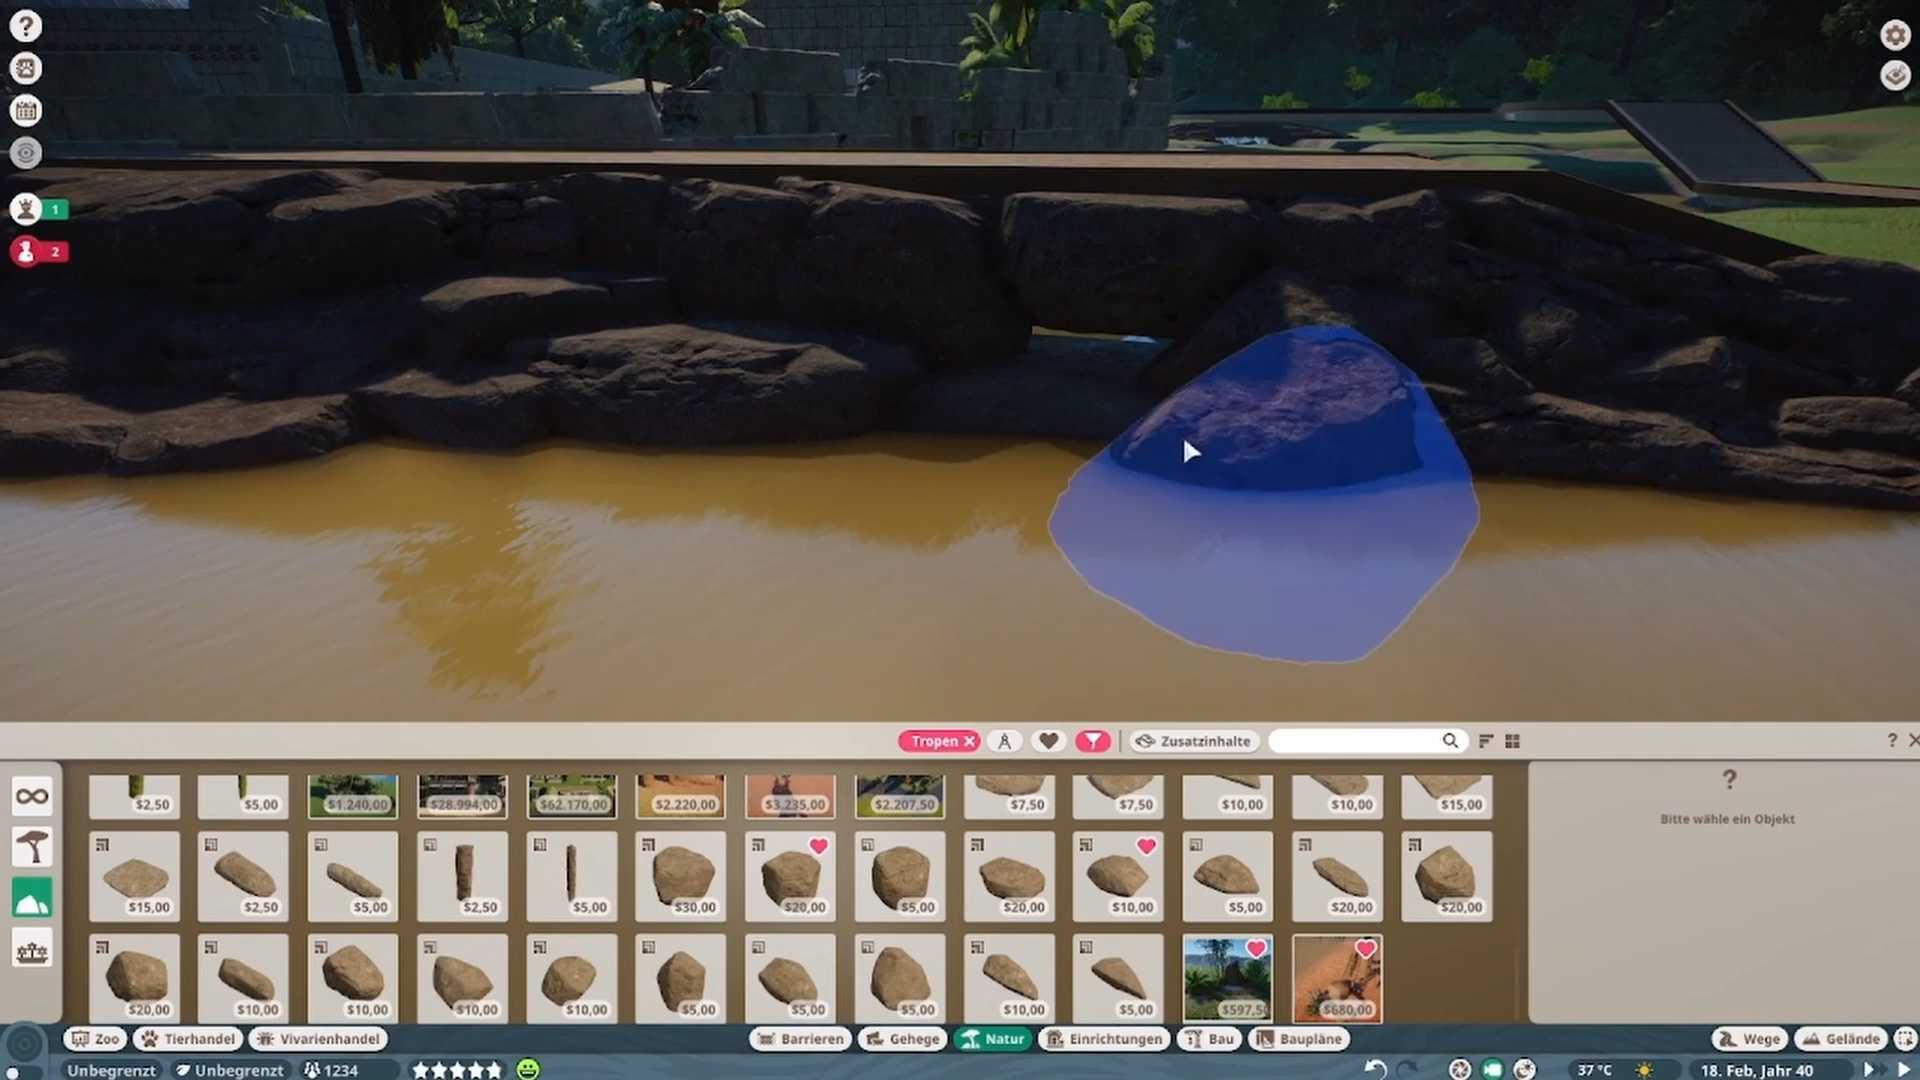 ?
1
2
Tropen ×
Zusatzinhalte
?
$2,50 $5,00 $1.240,00 $28.994,00 $62.170,00 $2.220,00 $3.235,00 $2.207,50 $7,50 $7,50 $10,00 $10,00 $15,00
?
Bitte wähle ein Objekt
$15,00 $2,50 $5,00 $2,50 $5,00 $30,00 $20,00 $5,00 $20,00 $10,00 $5,00 $20,00 $20,00
$20,00 $10,00 $10,00 $10,00 $10,00 $5,00 $5,00 $5,00 $10,00 $5,00 $597,5 $680,00
Zoo Tierhandel Vivarienhandel Barrieren Gehege Natur Einrichtungen Bau Baupläne Wege Gelände
Unbegrenzt Unbegrenzt 1234 37 °C 18. Feb, Jahr 40